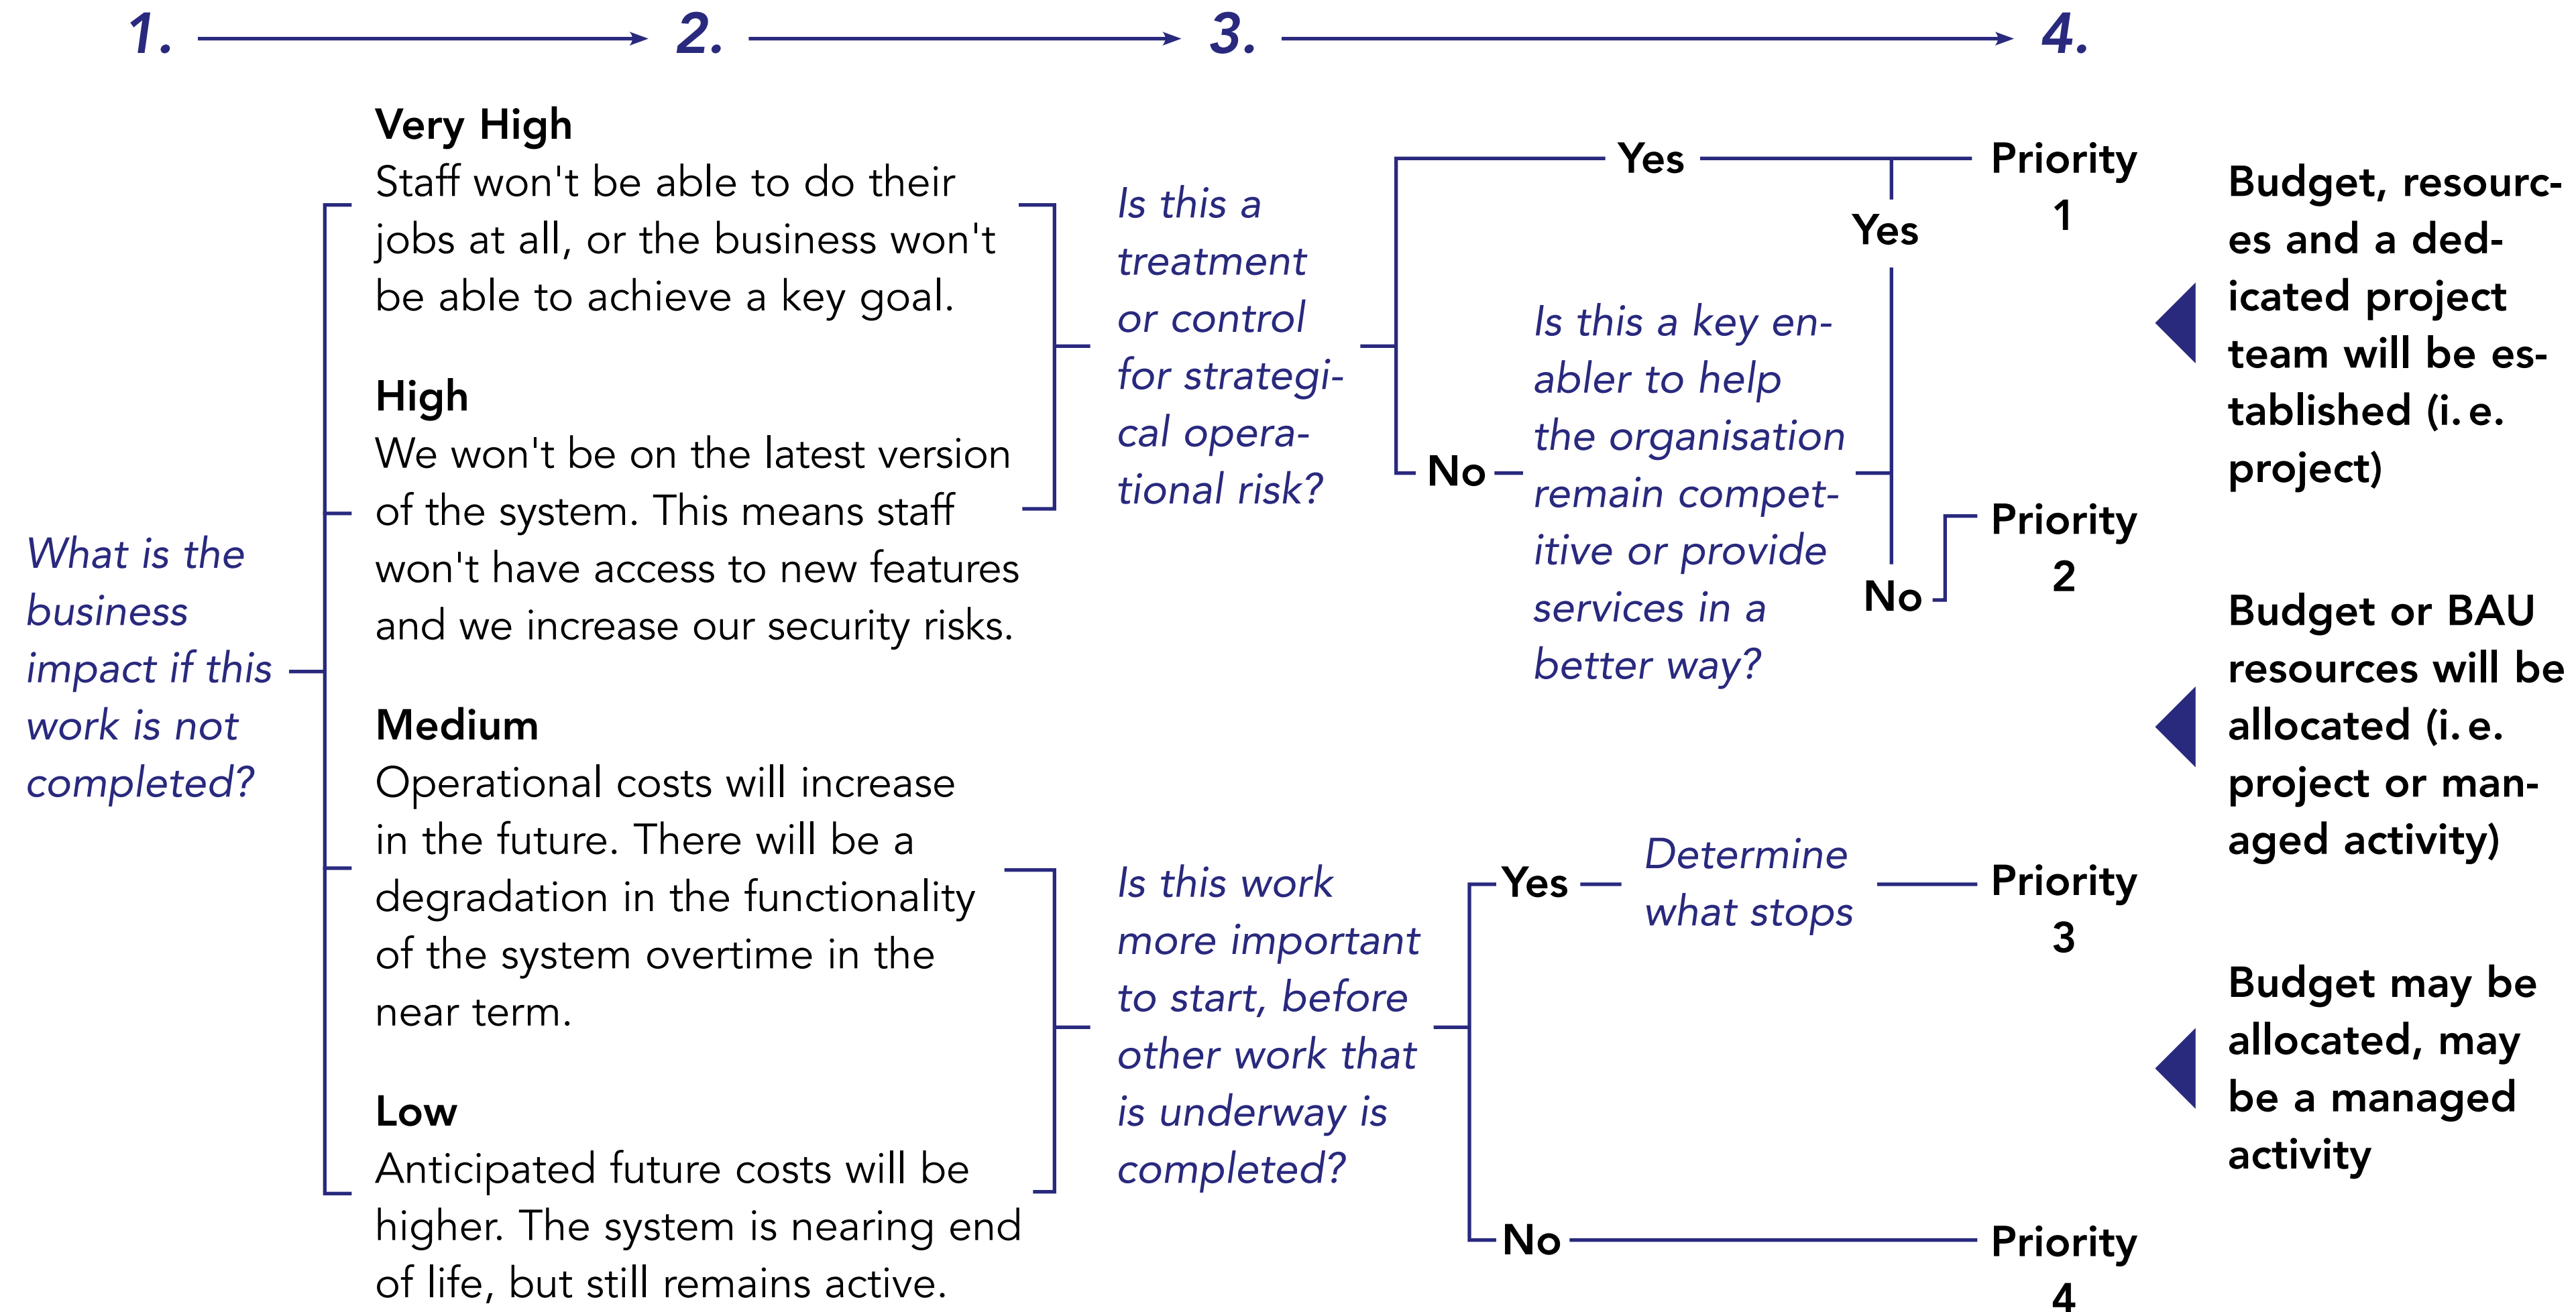 1. 2. 3. 4.
What is the
business
impact if this
work is not
completed?
Very High
Staff won't be able to do their
jobs at all, or the business won't
be able to achieve a key goal.
High
We won't be on the latest version
of the system. This means staff
won't have access to new features
and we increase our security risks.
Medium
Operational costs will increase
in the future. There will be a
degradation in the functionality
of the system overtime in the
near term.
Low
Anticipated future costs will be
higher. The system is nearing end
of life, but still remains active.
Is this a
treatment
or control
for strategi-
cal opera-
tional risk?
Yes
No
Is this a key en-
abler to help
the organisation
remain compet-
itive or provide
services in a
better way?
Yes
No
Is this work
more important
to start, before
other work that
is underway is
completed?
Yes
Determine
what stops
No
Priority
1
Priority
2
Priority
3
Priority
4
Budget, resourc-
es and a ded-
icated project
team will be es-
tablished (i. e.
project)
Budget or BAU
resources will be
allocated (i. e.
project or man-
aged activity)
Budget may be
allocated, may
be a managed
activity